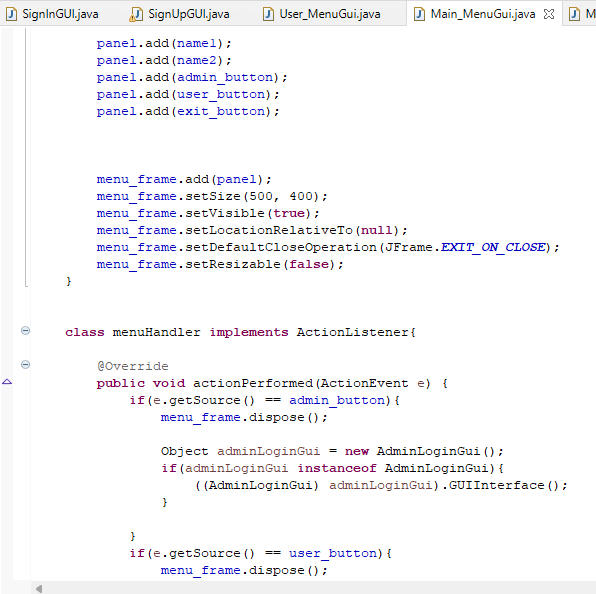 SignInGUI.java SignUpGUI.java User_MenuGui.java Main_MenuGui.java M
panel.add(name1);
panel.add(name2);
panel.add(admin_button);
panel.add(user_button);
panel.add(exit_button);
menu_frame.add(panel);
menu_frame.setSize(500, 400);
menu_frame.setVisible(true);
menu_frame.setLocationRelativeTo(null);
menu_frame.setDefaultCloseOperation(JFrame.EXIT_ON_CLOSE);
menu_frame.setResizable(false);
}
class menuHandler implements ActionListener{
@Override
public void actionPerformed(ActionEvent e) {
if(e.getSource() == admin_button){
menu_frame.dispose();
Object adminLoginGui = new AdminLoginGui();
if(adminLoginGui instanceof AdminLoginGui){
((AdminLoginGui) adminLoginGui).GUIInterface();
}
}
if(e.getSource() == user_button){
menu_frame.dispose();